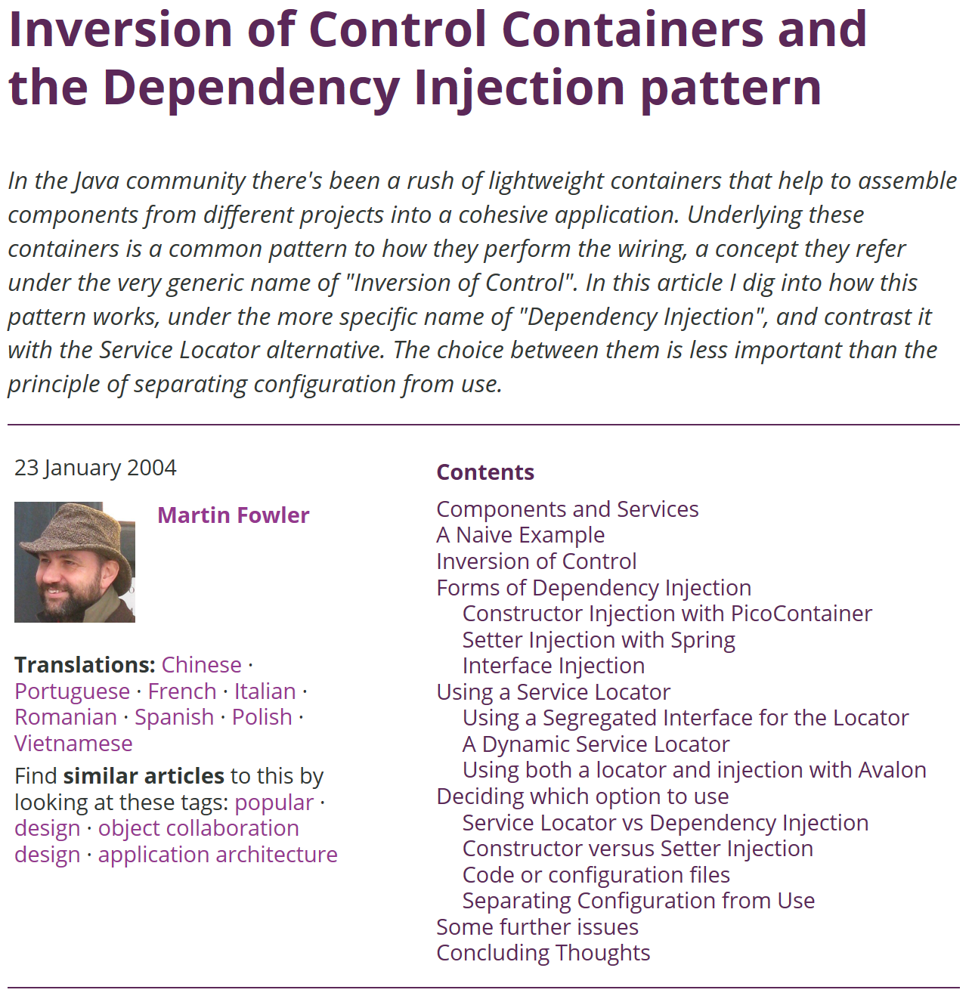 Inversion of Control Containers and
the Dependency Injection pattern
In the Java community there's been a rush of lightweight containers that help to assemble
components from different projects into a cohesive application. Underlying these
containers is a common pattern to how they perform the wiring, a concept they refer
under the very generic name of "Inversion of Control". In this article I dig into how this
pattern works, under the more specific name of "Dependency Injection", and contrast it
with the Service Locator alternative. The choice between them is less important than the
principle of separating configuration from use.
23 January 2004
Martin Fowler
Translations: Chinese ·
Portuguese · French · Italian ·
Romanian · Spanish · Polish ·
Vietnamese
Find similar articles to this by
looking at these tags: popular ·
design · object collaboration
design · application architecture
Contents
Components and Services
A Naive Example
Inversion of Control
Forms of Dependency Injection
Constructor Injection with PicoContainer
Setter Injection with Spring
Interface Injection
Using a Service Locator
Using a Segregated Interface for the Locator
A Dynamic Service Locator
Using both a locator and injection with Avalon
Deciding which option to use
Service Locator vs Dependency Injection
Constructor versus Setter Injection
Code or configuration files
Separating Configuration from Use
Some further issues
Concluding Thoughts